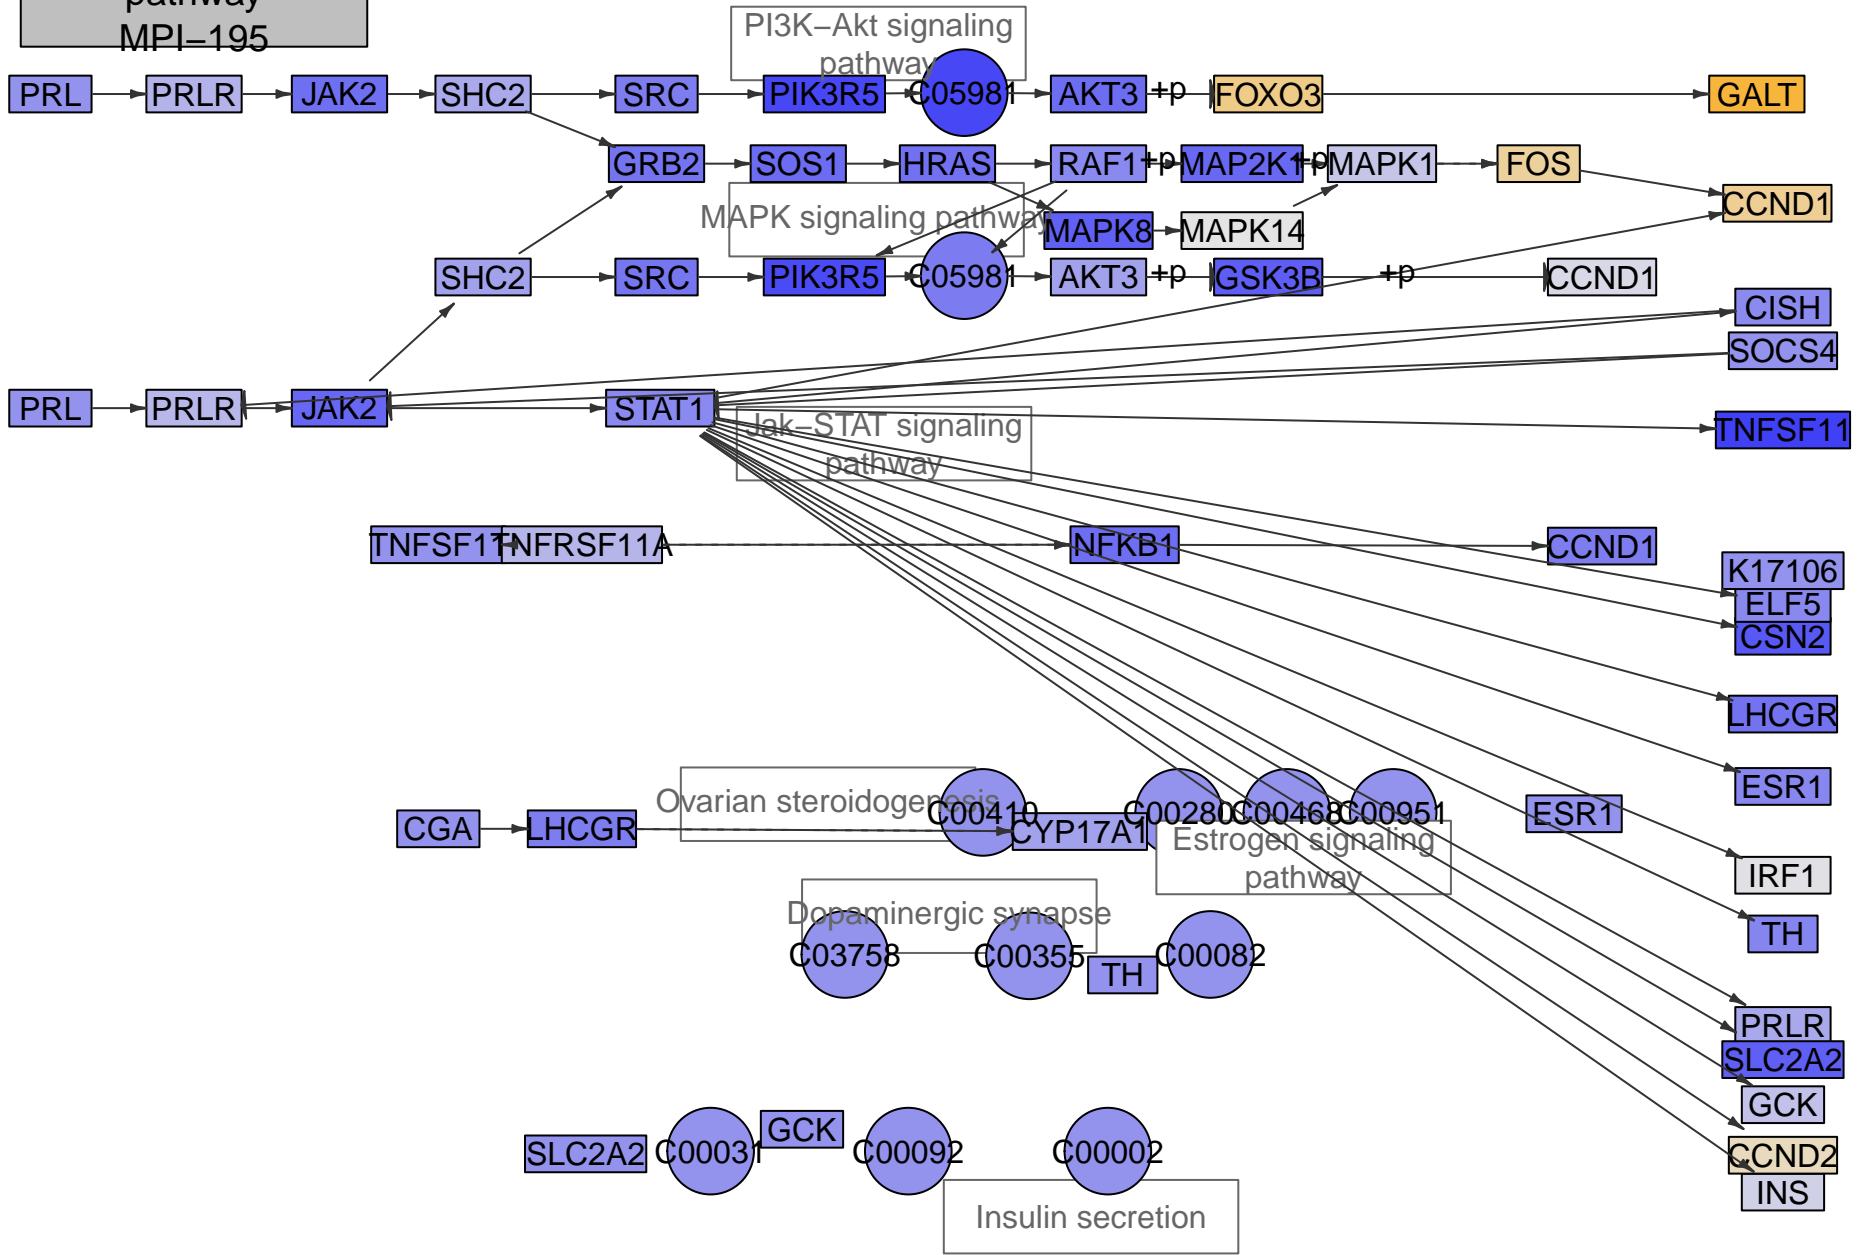 pathway
MPI−195
PI3K−Akt signaling
pathway
PRL
PRLR
JAK2
SHC2
SRC
PIK3R5
C05981
AKT3
+p
FOXO3
GALT
GRB2
SOS1
HRAS
RAF1
+p
MAP2K1
+p
MAPK1
FOS
CCND1
MAPK signaling pathway
MAPK8
MAPK14
SHC2
SRC
PIK3R5
C05981
AKT3
+p
GSK3B
+p
CCND1
CISH
SOCS4
PRL
PRLR
JAK2
STAT1
Jak−STAT signaling
pathway
TNFSF11
TNFSF11
TNFRSF11A
NFKB1
CCND1
K17106
ELF5
CSN2
LHCGR
ESR1
Ovarian steroidogenesis
C00410
C00280
C00468
C00951
ESR1
CGA
LHCGR
CYP17A1
Estrogen signaling
pathway
IRF1
Dopaminergic synapse
TH
C03758
C00355
TH
C00082
PRLR
SLC2A2
GCK
SLC2A2
C00031
GCK
C00092
C00002
CCND2
INS
Insulin secretion